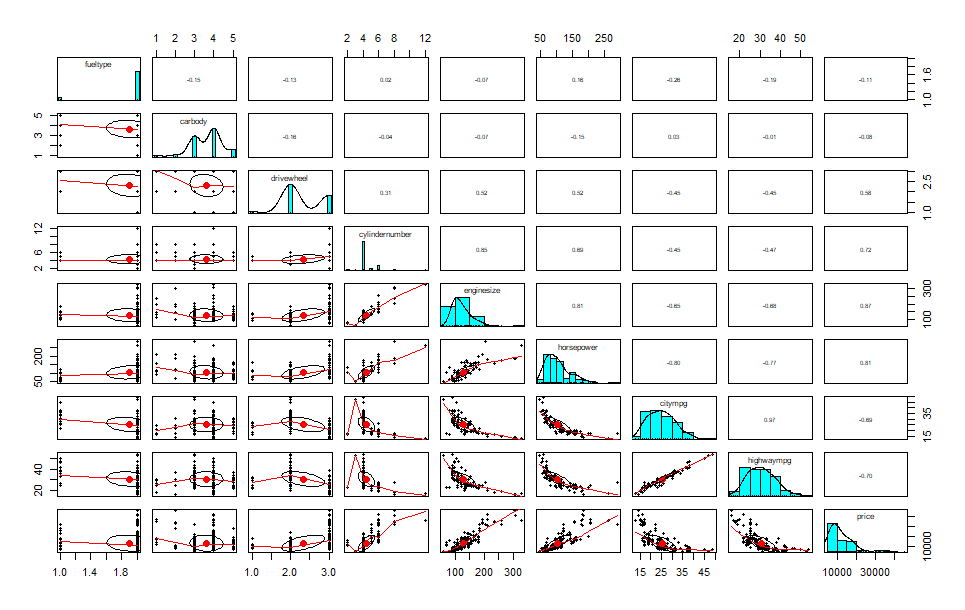 1 2 3 4 5 2 4 6 8 12 50 150 250 20 30 40 50
fueltype -0.15 -0.13 0.02 -0.07 0.16 -0.26 -0.19 -0.11 1.0 1.6
1 3 5 carbody -0.16 -0.04 -0.07 -0.15 0.03 -0.01 -0.08
drivewheel 0.31 0.52 0.52 -0.45 -0.45 0.58 1.0 2.5
2 6 12 cylindernumber 0.85 0.69 -0.45 -0.47 0.72
enginesize 0.81 -0.65 -0.68 0.87 100 300
50 200 horsepower -0.80 -0.77 0.81
citympg 0.97 -0.69 15 35
20 40 highwaympg -0.70
price 10000
1.0 1.4 1.8 1.0 2.0 3.0 100 200 300 15 25 35 45 10000 30000